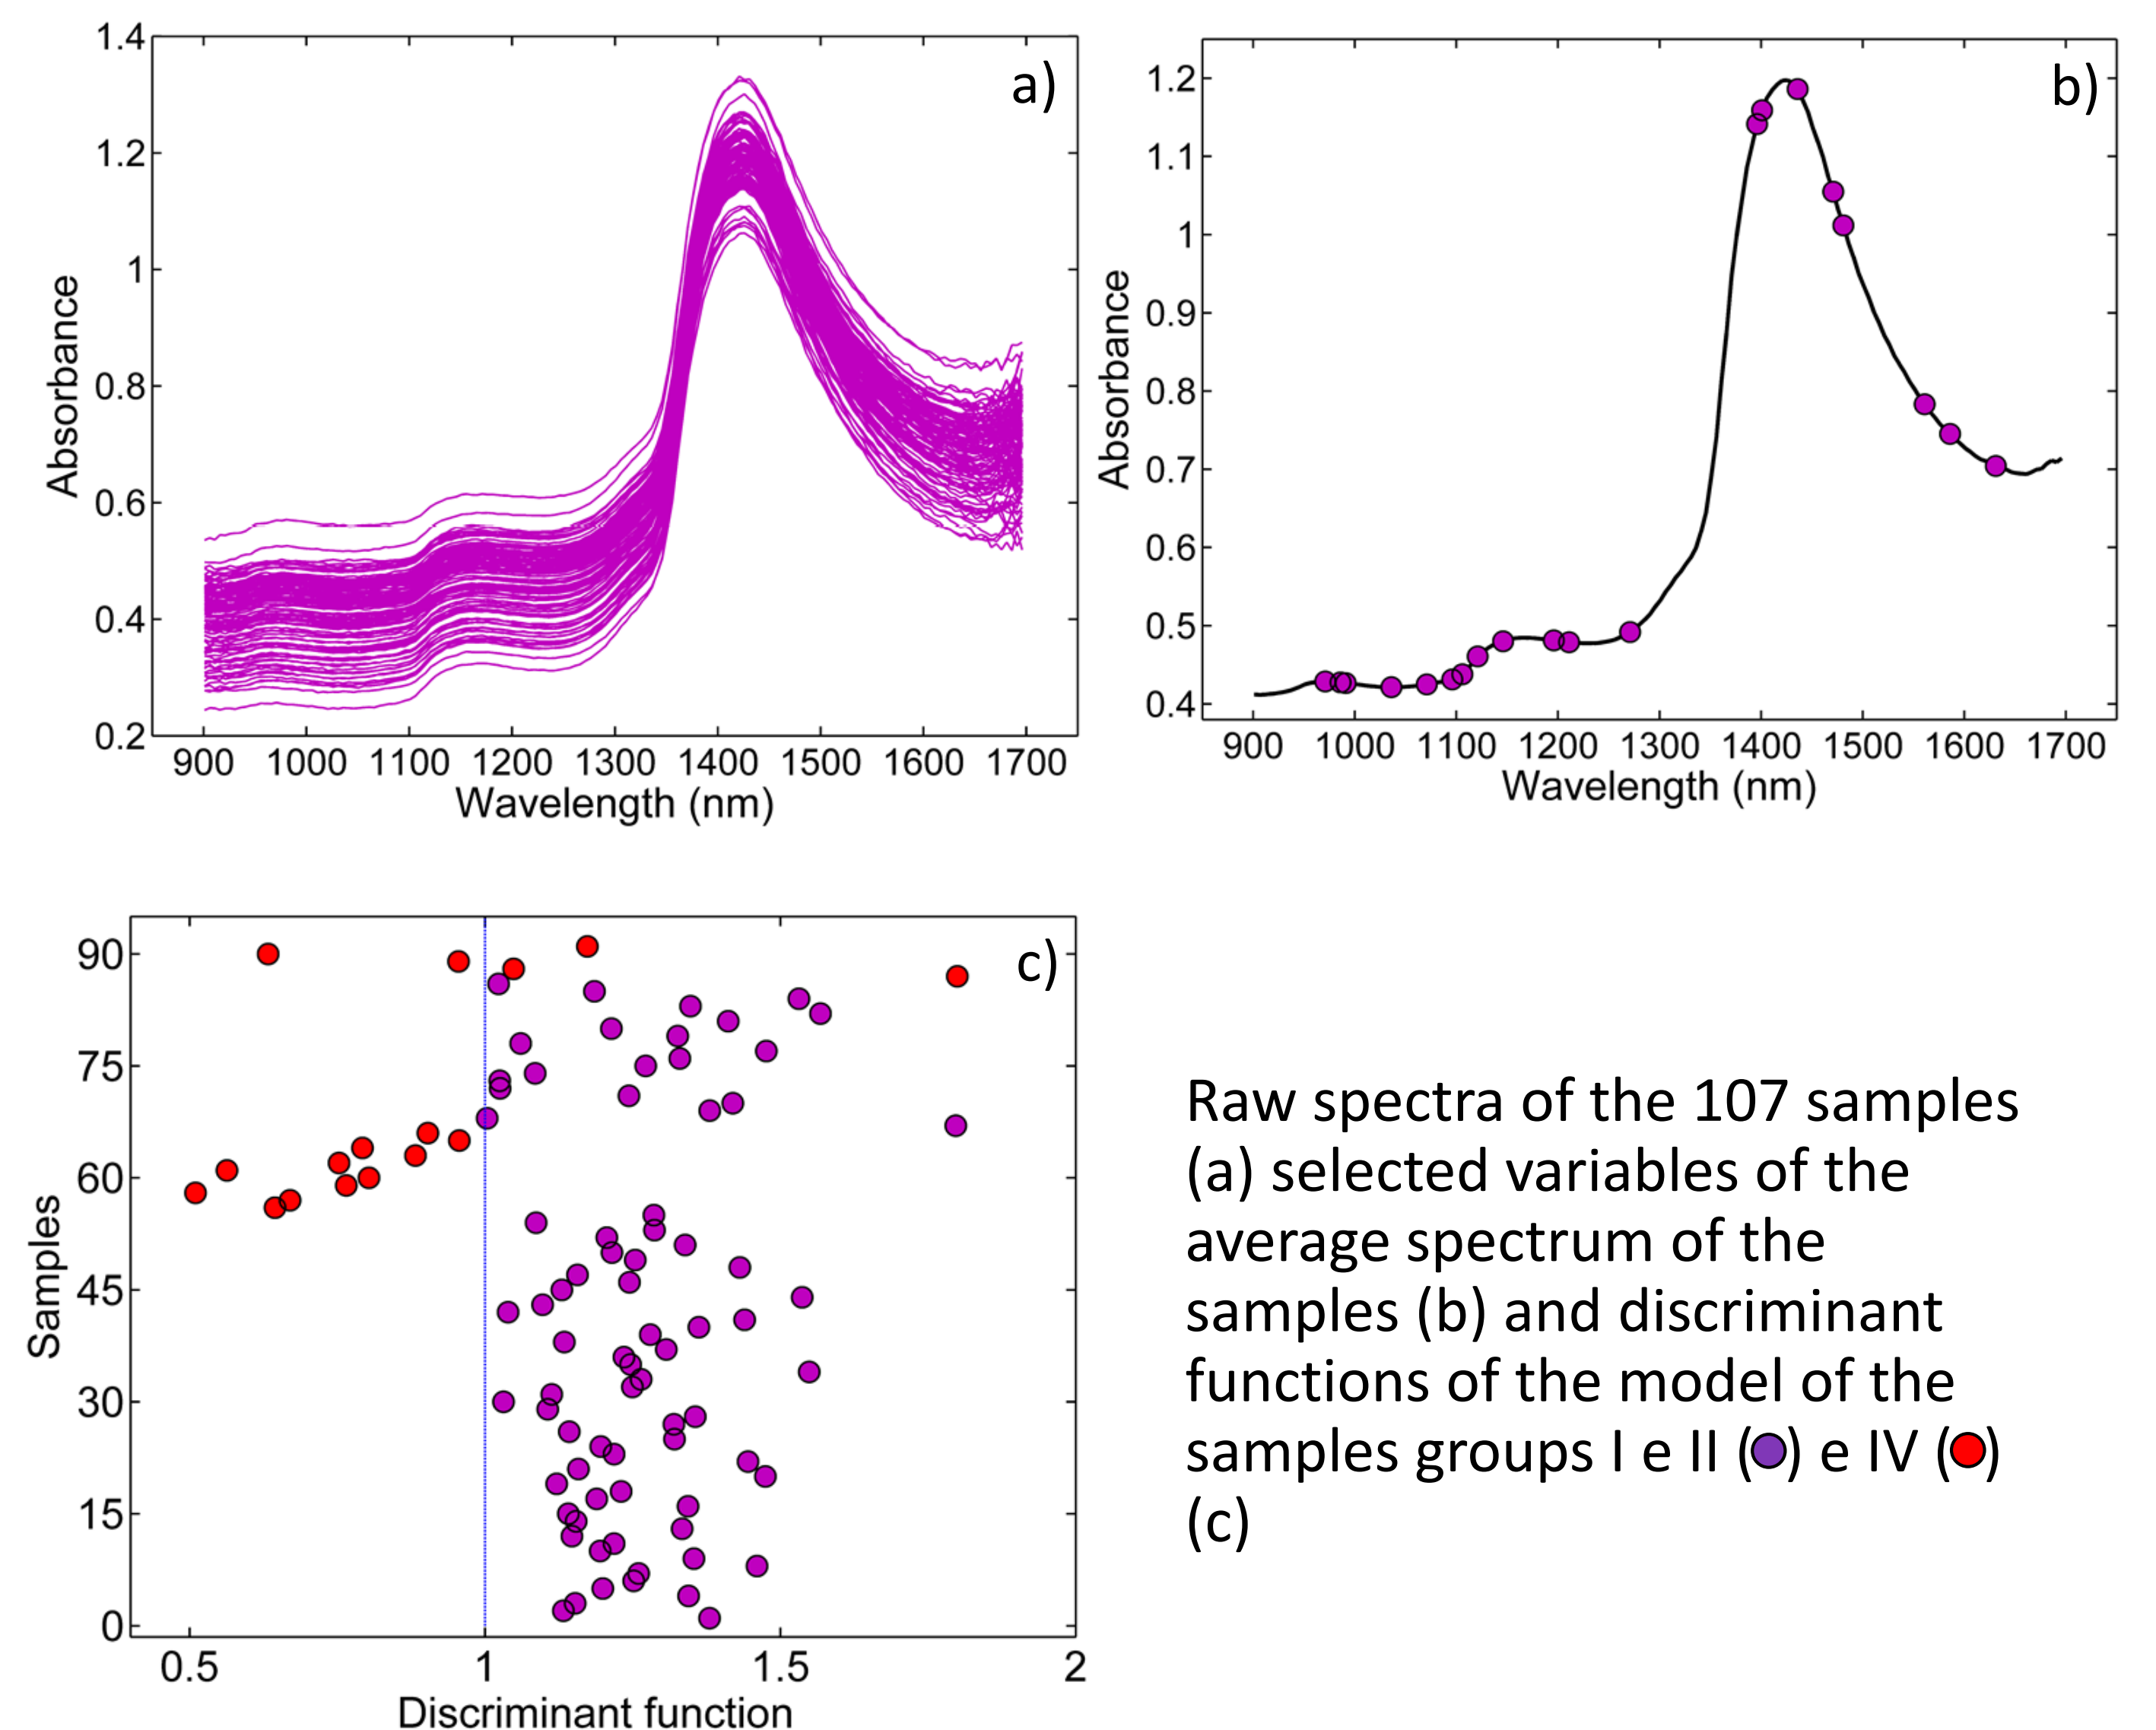 a)
1.4
1.2
1
0.8
0.6
0.4
0.2
Absorbance
900 1000 1100 1200 1300 1400 1500 1600 1700
Wavelength (nm)
b)
1.2
1.1
1
0.9
0.8
0.7
0.6
0.5
0.4
Absorbance
900 1000 1100 1200 1300 1400 1500 1600 1700
Wavelength (nm)
c)
90
75
60
45
30
15
0
Samples
0.5 1 1.5 2
Discriminant function
Raw spectra of the 107 samples
(a) selected variables of the
average spectrum of the
samples (b) and discriminant
functions of the model of the
samples groups I e II ( ) e IV ( )
(c)